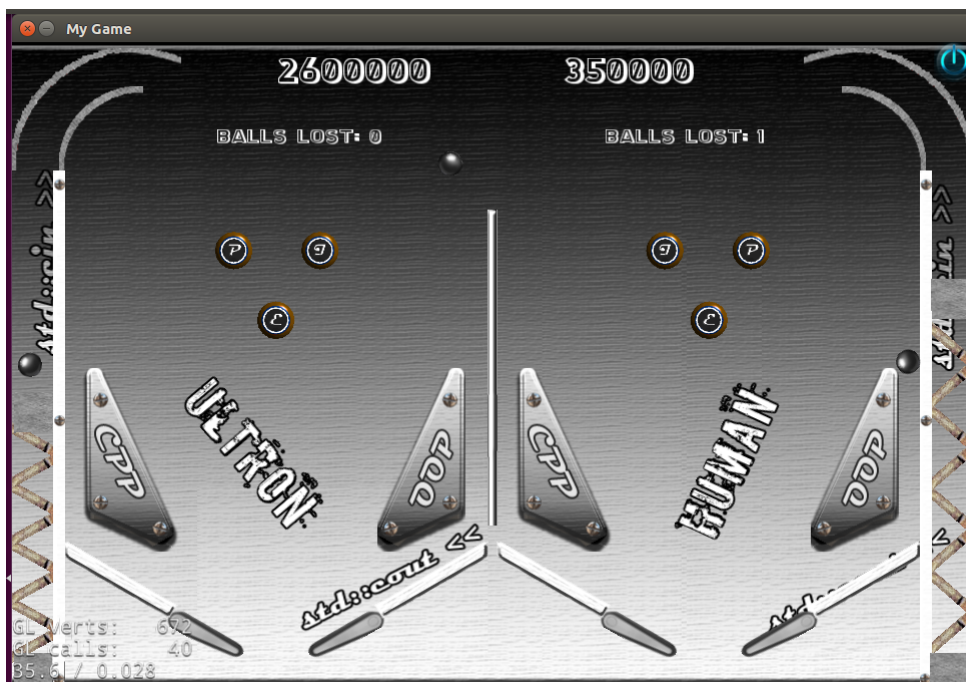 My Game
2600000 350000
BALLS LOST: 0 BALLS LOST: 1
std::cin >>
P g g P
E E
ULTRON HUMAN
CPP OOP CPP OOP
std::cout <<
GL verts: 672
GL calls: 40
35.6 / 0.028